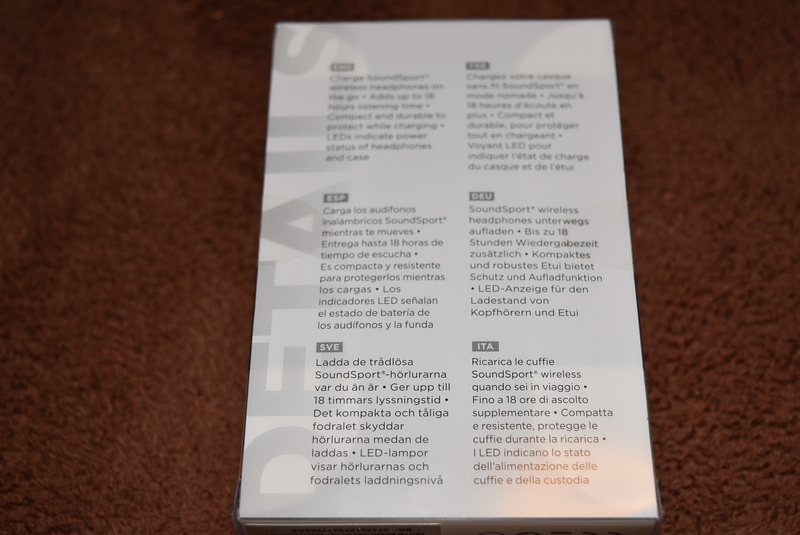 DETAILS
ENG
Charge SoundSport®
wireless headphones on
the go • Adds up to 18
hours listening time •
Compact and durable to
protect while charging •
LEDs indicate power
status of headphones
and case
FRE
Chargez votre casque
sans fil SoundSport® en
mode nomade • Jusqu'à
18 heures d'écoute en
plus • Compact et
durable, pour protéger
tout en chargeant •
Voyant LED pour
indiquer l'état de charge
du casque et de l'étui
ESP
Carga los audífonos
inalámbricos SoundSport®
mientras te mueves •
Entrega hasta 18 horas de
tiempo de escucha •
Es compacta y resistente
para protegerlos mientras
los cargas • Los
indicadores LED señalan
el estado de batería de
los audífonos y la funda
DEU
SoundSport® wireless
headphones unterwegs
aufladen • Bis zu 18
Stunden Wiedergabezeit
zusätzlich • Kompaktes
und robustes Etui bietet
Schutz und Aufladfunktion
• LED-Anzeige für den
Ladestand von
Kopfhörern und Etui
SVE
Ladda de trådlösa
SoundSport®-hörlurarna
var du än är • Ger upp till
18 timmars lyssningstid •
Det kompakta och tåliga
fodralet skyddar
hörlurarna medan de
laddas • LED-lampor
visar hörlurarnas och
fodralets laddningsnivå
ITA
Ricarica le cuffie
SoundSport® wireless
quando sei in viaggio •
Fino a 18 ore di ascolto
supplementare • Compatta
e resistente, protegge le
cuffie durante la ricarica •
I LED indicano lo stato
dell'alimentazione delle
cuffie e della custodia